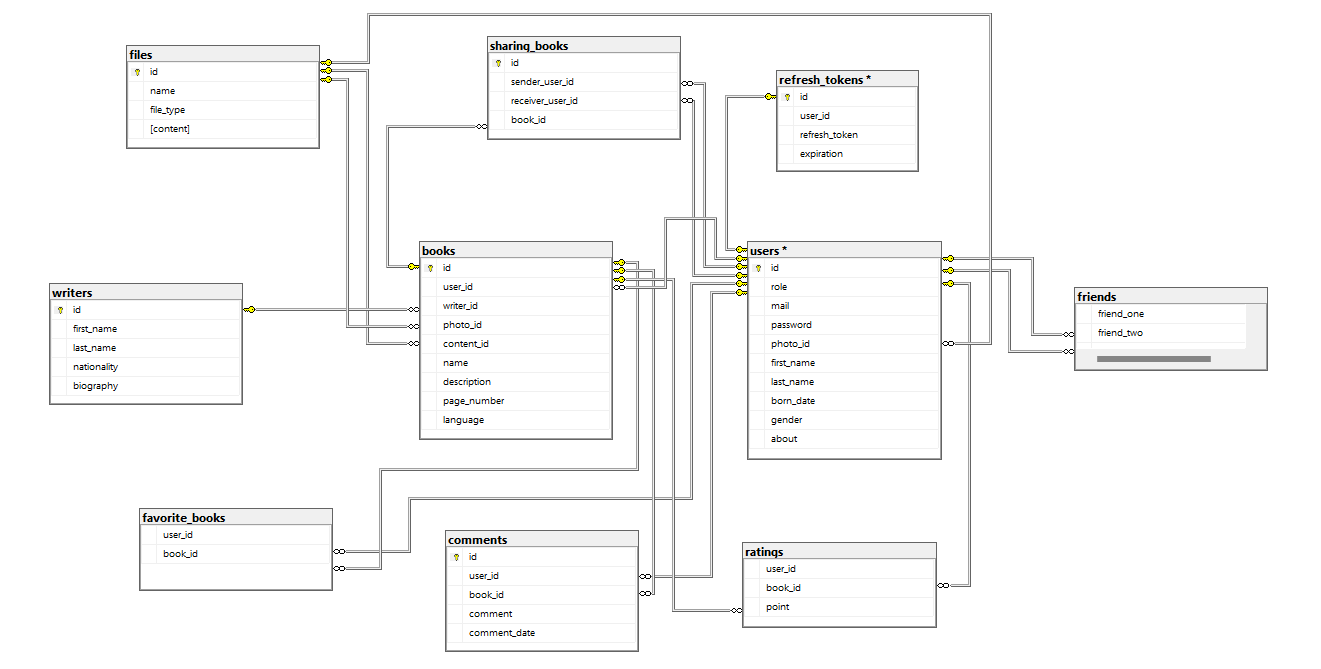 files
id
name
file_type
[content]
sharing_books
id
sender_user_id
receiver_user_id
book_id
refresh_tokens *
id
user_id
refresh_token
expiration
books
id
user_id
writer_id
photo_id
content_id
name
description
page_number
language
users *
id
role
mail
password
photo_id
first_name
last_name
born_date
gender
about
writers
id
first_name
last_name
nationality
biography
friends
friend_one
friend_two
favorite_books
user_id
book_id
comments
id
user_id
book_id
comment
comment_date
ratings
user_id
book_id
point